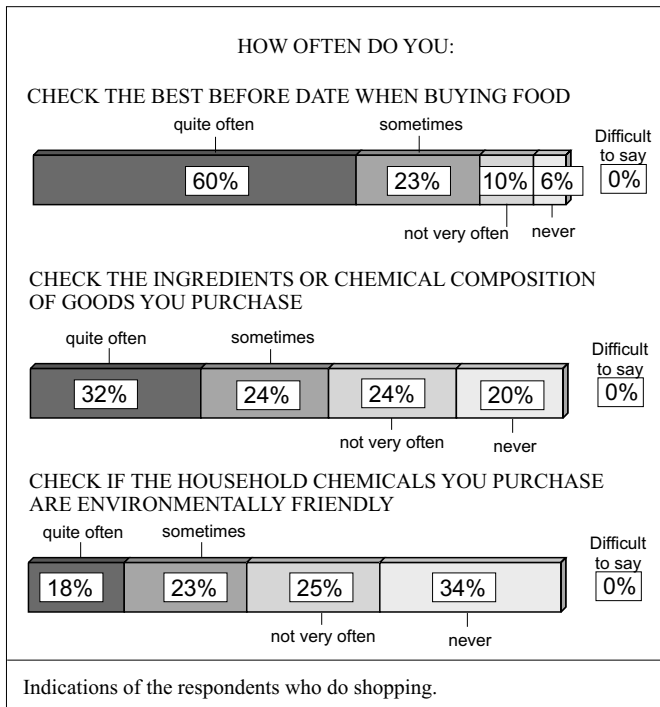 HOW OFTEN DO YOU:
CHECK THE BEST BEFORE DATE WHEN BUYING FOOD
quite often
sometimes
Difficult
to say
60%
23%
10%
6%
0%
not very often
never
CHECK THE INGREDIENTS OR CHEMICAL COMPOSITION
OF GOODS YOU PURCHASE
quite often
sometimes
Difficult
to say
32%
24%
24%
20%
0%
not very often
never
CHECK IF THE HOUSEHOLD CHEMICALS YOU PURCHASE
ARE ENVIRONMENTALLY FRIENDLY
quite often
sometimes
Difficult
to say
18%
23%
25%
34%
0%
not very often
never
Indications of the respondents who do shopping.